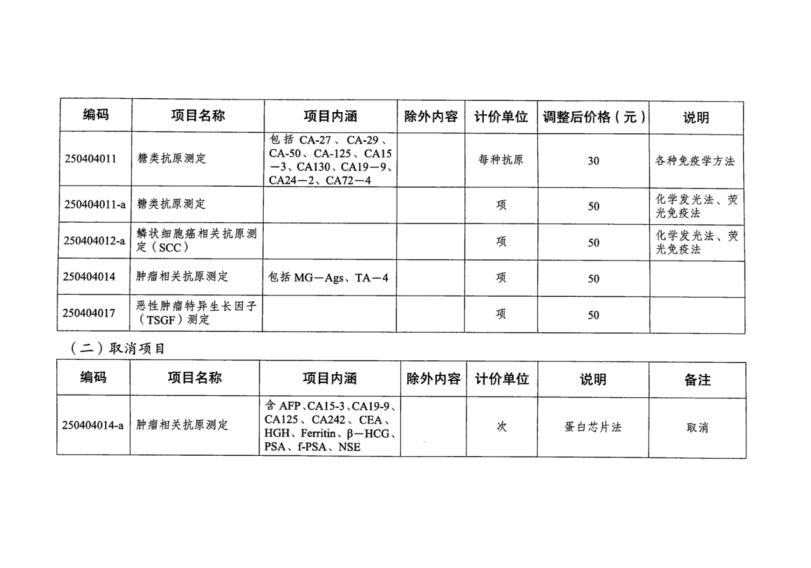 编码 项目名称 项目内涵 除外内容 计价单位 调整后价格（元） 说明
250404011 糖类抗原测定 包括 CA-27、CA-29、
CA-50、CA-125、CA15
－3、CA130、CA19－9、
CA24－2、CA72－4 每种抗原 30 各种免疫学方法
250404011-a 糖类抗原测定 项 50 化学发光法、荧
光免疫法
250404012-a 鳞状细胞癌相关抗原测
定（SCC） 项 50 化学发光法、荧
光免疫法
250404014 肿瘤相关抗原测定 包括 MG－Ags、TA－4 项 50
250404017 恶性肿瘤特异生长因子
（TSGF）测定 项 50
（二）取消项目
编码 项目名称 项目内涵 除外内容 计价单位 说明 备注
250404014-a 肿瘤相关抗原测定 含 AFP、CA15-3、CA19-9、
CA125、CA242、CEA、
HGH、Ferritin、β－HCG、
PSA、f-PSA、NSE 次 蛋白芯片法 取消